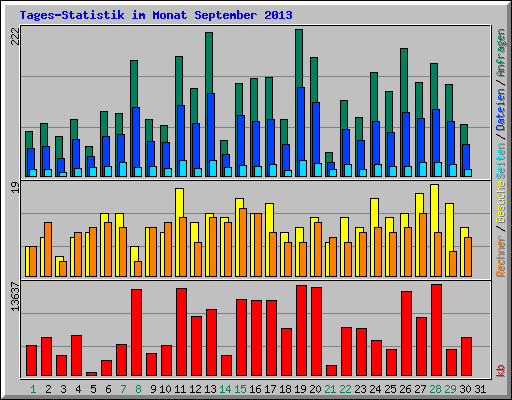 Tages-Statistik im Monat September 2013
222
19
13637
Rechner / Besuche Seiten / Dateien / Anfragen
kb
1 2 3 4 5 6 7 8 9 10 11 12 13 14 15 16 17 18 19 20 21 22 23 24 25 26 27 28 29 30 31